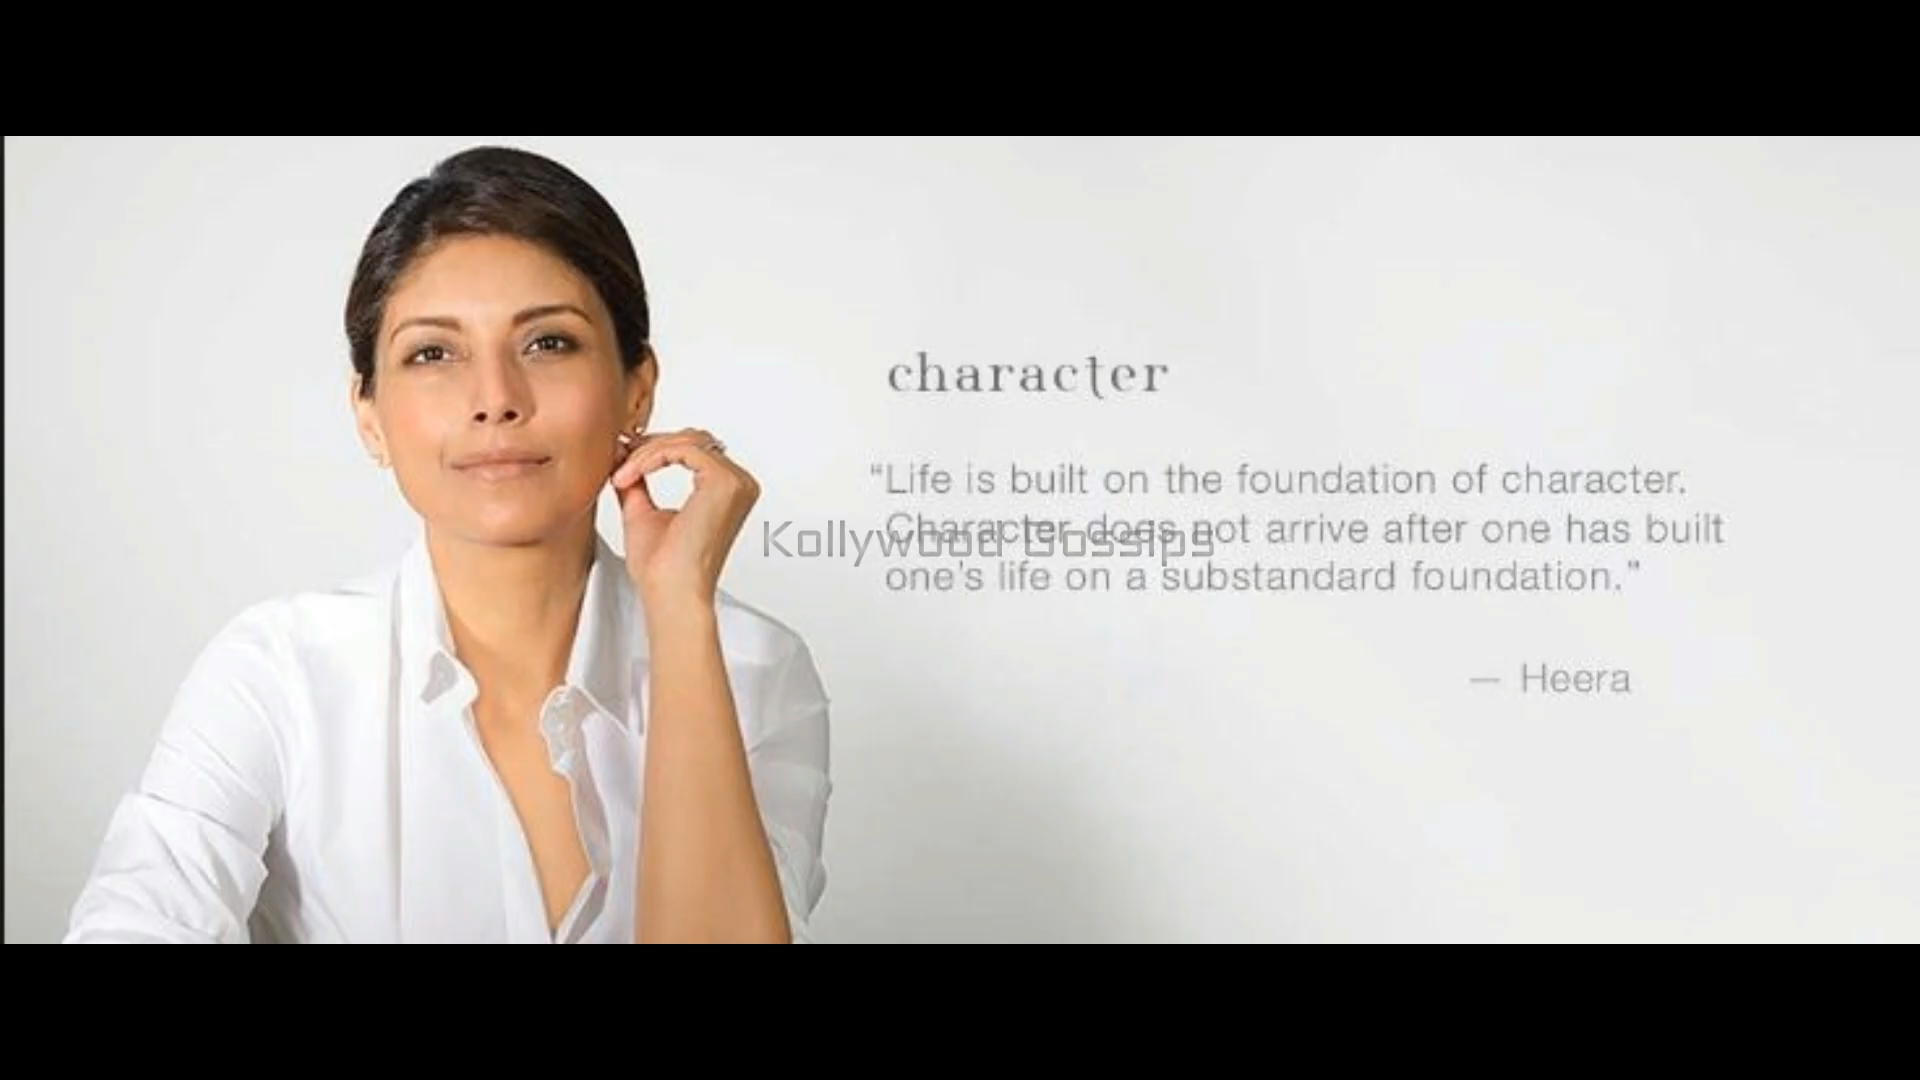 character
“Life is built on the foundation of character.
Character does not arrive after one has built
one's life on a substandard foundation.”
Kollywood Gossips
— Heera